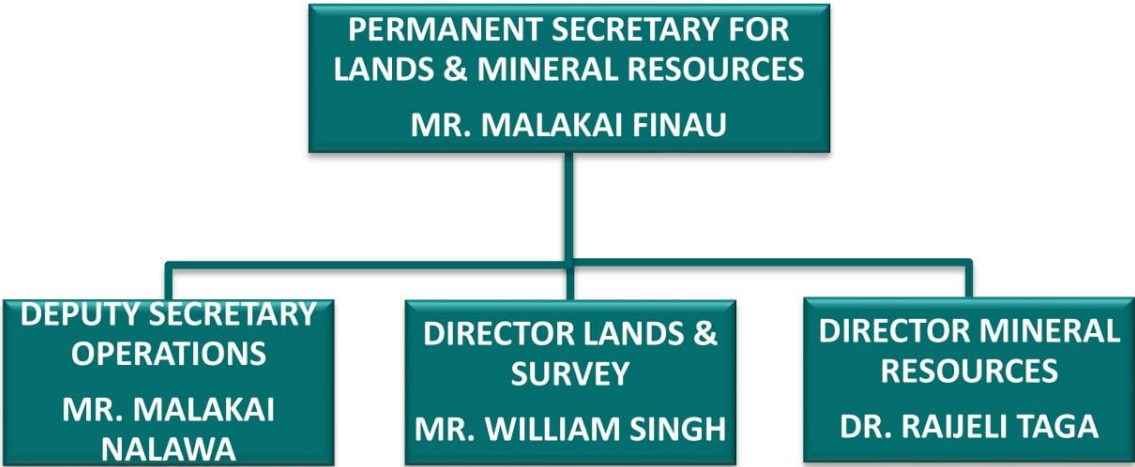 PERMANENT SECRETARY FOR
LANDS & MINERAL RESOURCES
MR. MALAKAI FINAU
DEPUTY SECRETARY
OPERATIONS
MR. MALAKAI
NALAWA
DIRECTOR LANDS &
SURVEY
MR. WILLIAM SINGH
DIRECTOR MINERAL
RESOURCES
DR. RAIJELI TAGA